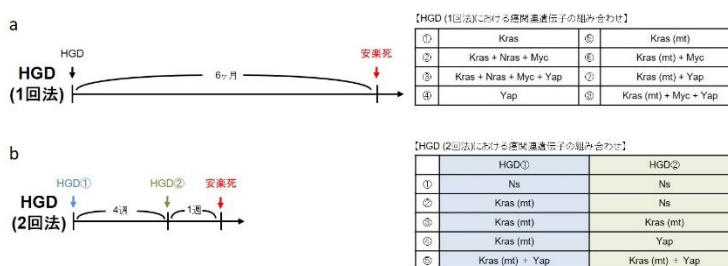 a
HGD
安楽死
HGD
(1回法)
6ヶ月
【HGD (1回法)における癌関連遺伝子の組み合わせ】
① Kras ⑤ Kras (mt)
② Kras + Nras + Myc ⑥ Kras (mt) + Myc
③ Kras + Nras + Myc + Yap ⑦ Kras (mt) + Yap
④ Yap ⑧ Kras (mt) + Myc + Yap
b
HGD① HGD② 安楽死
HGD
(2回法)
4週 1週
【HGD (2回法)における癌関連遺伝子の組み合わせ】
HGD① HGD②
① Ns Ns
② Kras (mt) Ns
③ Kras (mt) Kras (mt)
④ Kras (mt) Yap
⑤ Kras (mt) + Yap Kras (mt) + Yap